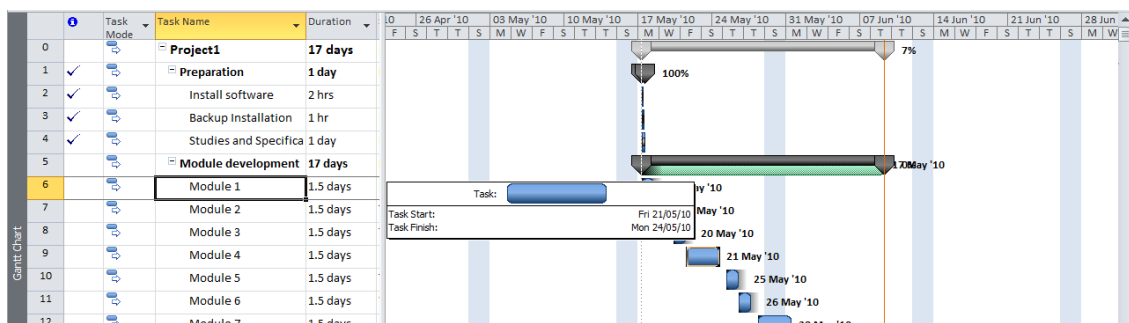 Task Mode Task Name Duration 26 Apr '10 03 May '10 10 May '10 17 May '10 24 May '10 31 May '10 07 Jun '10 14 Jun '10 21 Jun '10 28 Jun
F S T T S M W F S T T S M W F S T T S M W F S T T S M W F S T T S M W
0 Project1 17 days 7%
1 Preparation 1 day 100%
2 Install software 2 hrs
3 Backup Installation 1 hr
4 Studies and Specifica 1 day
5 Module development 17 days May '10
6 Module 1 1.5 days '10
Task:
7 Module 2 1.5 days May '10
Task Start: Fri 21/05/10
Task Finish: Mon 24/05/10
8 Module 3 1.5 days 20 May '10
9 Module 4 1.5 days 21 May '10
10 Module 5 1.5 days 25 May '10
11 Module 6 1.5 days 26 May '10
12
Gantt Chart